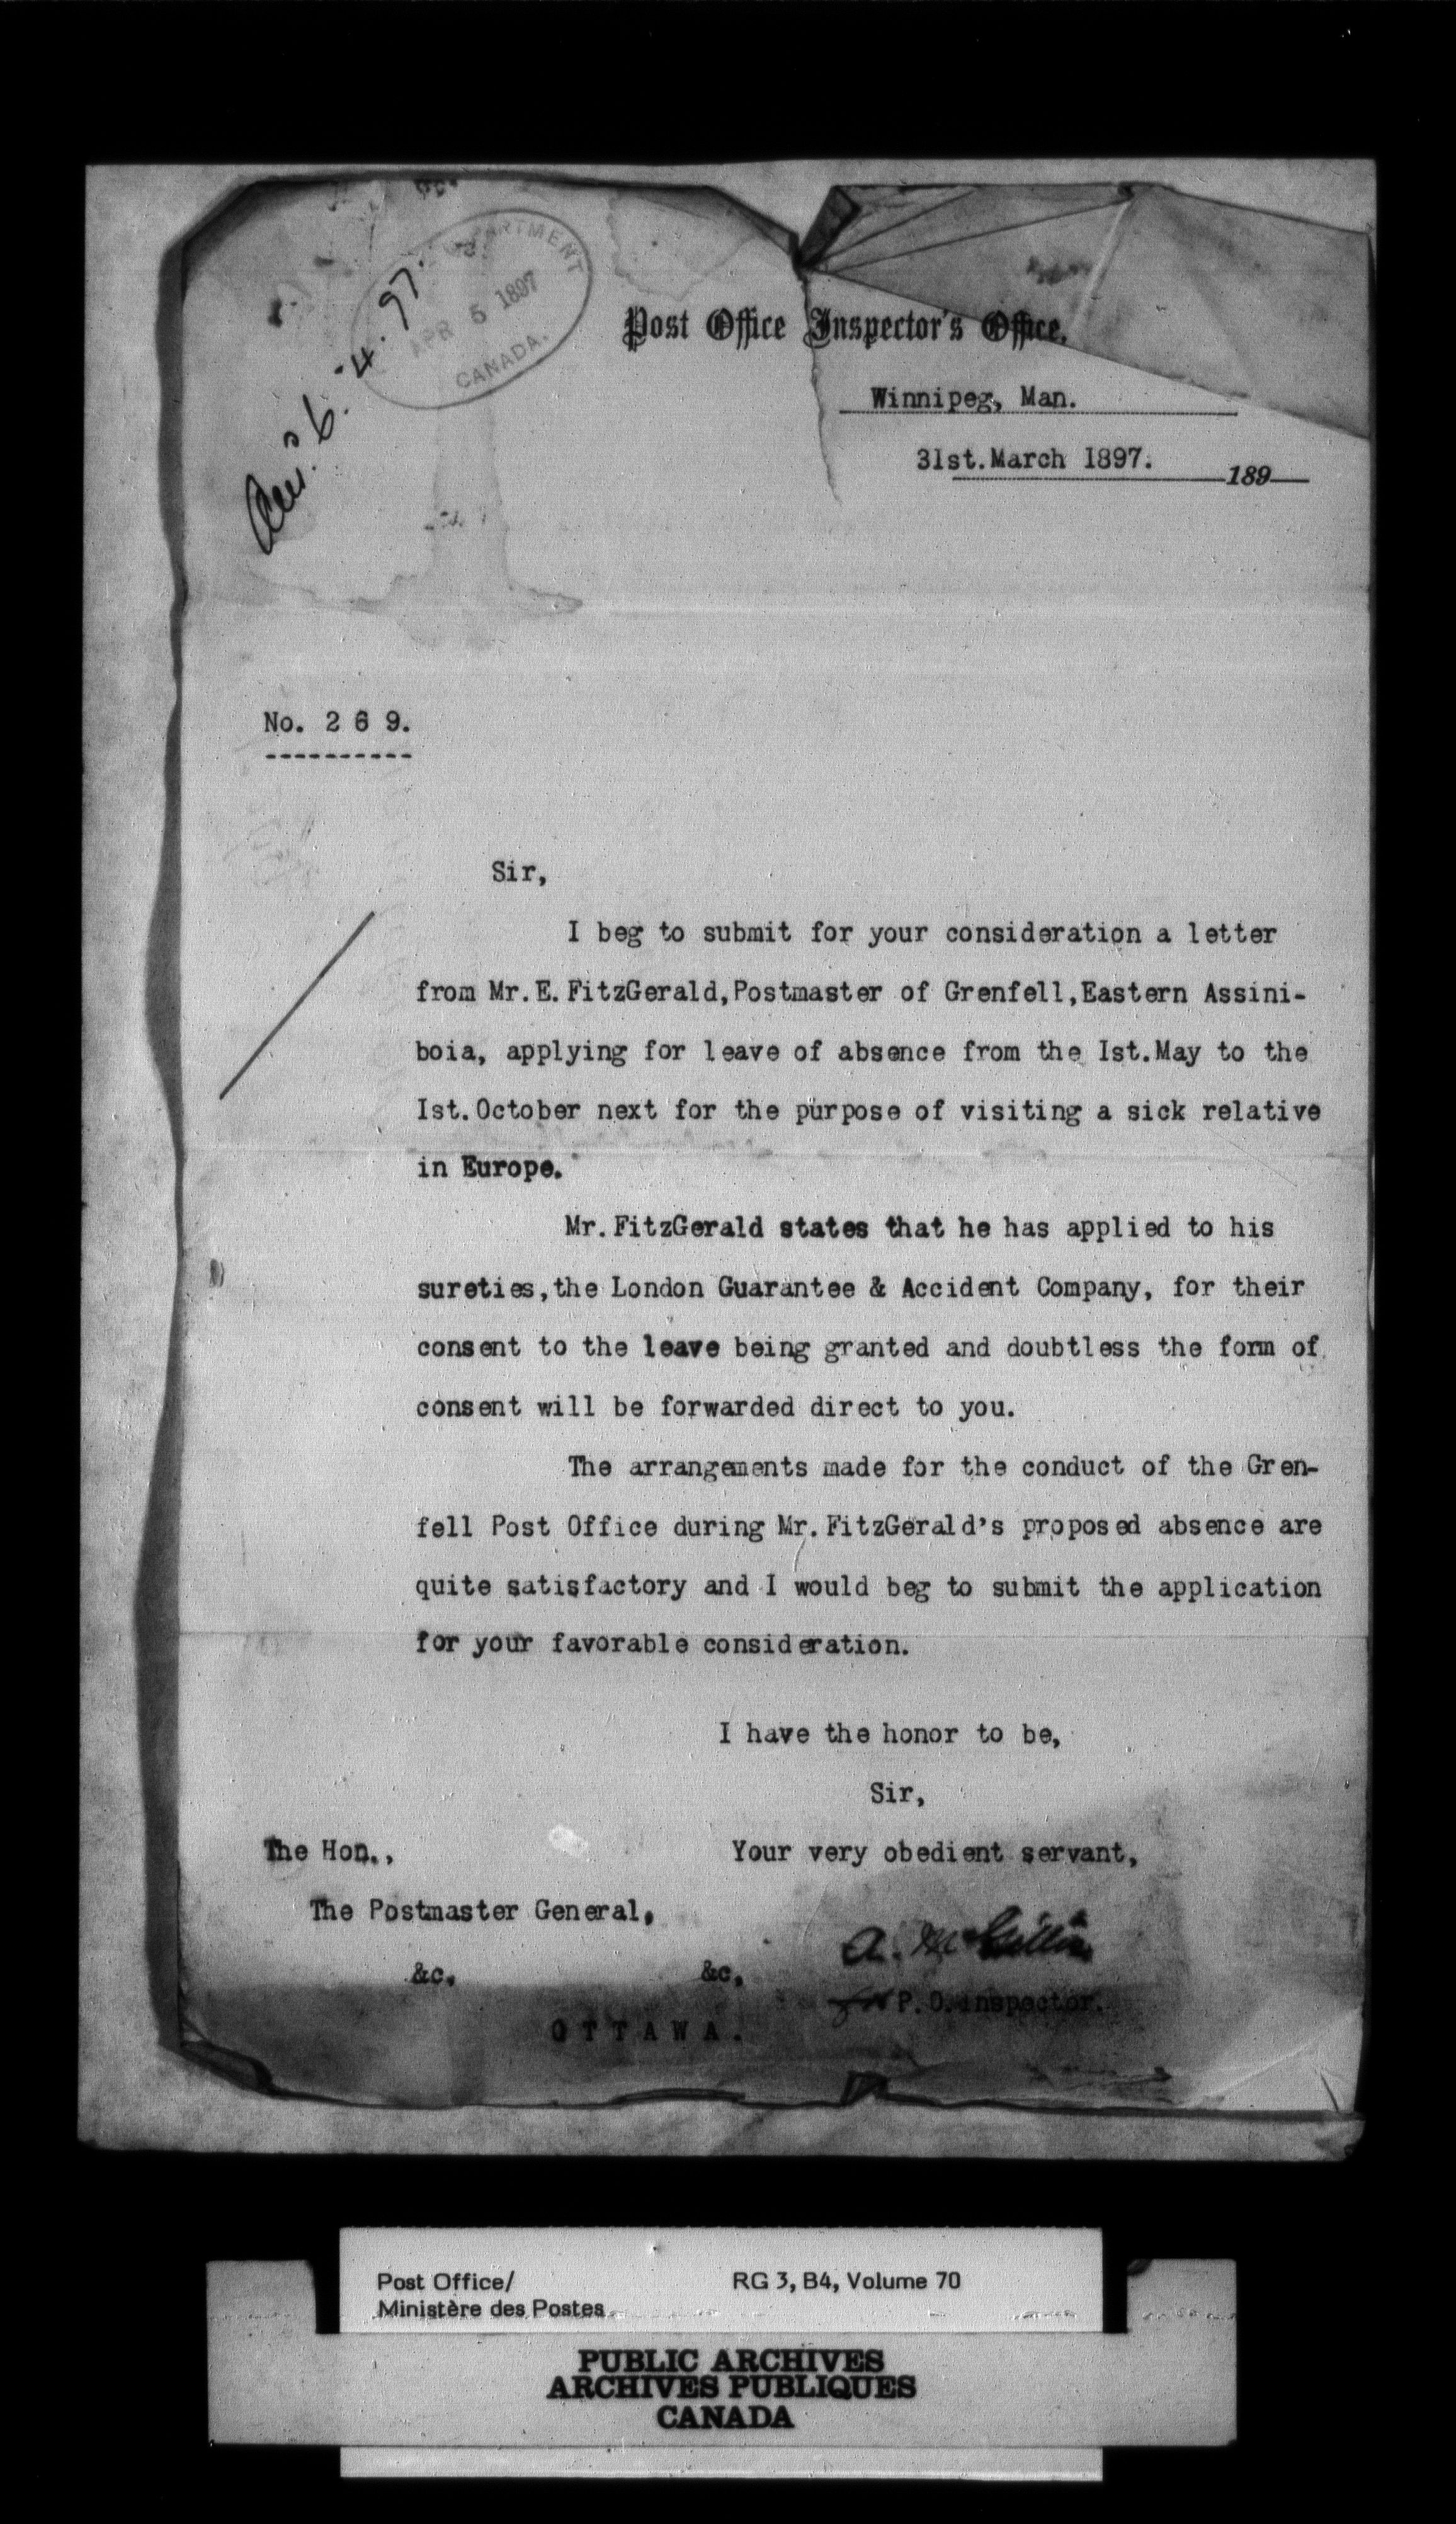 DEPARTMENT
APR 5 1897
CANADA.
6.4.97.
Post Office Inspector's Office.
Winnipeg, Man.
31st. March 1897. 189
No. 2 6 9.
----------
Sir,
I beg to submit for your consideration a letter
from Mr. E. FitzGerald, Postmaster of Grenfell, Eastern Assini-
boia, applying for leave of absence from the Ist. May to the
Ist. October next for the purpose of visiting a sick relative
in Europe.
Mr. FitzGerald states that he has applied to his
sureties, the London Guarantee & Accident Company, for their
consent to the leave being granted and doubtless the form of
consent will be forwarded direct to you.
The arrangements made for the conduct of the Gren-
fell Post Office during Mr. FitzGerald's proposed absence are
quite satisfactory and I would beg to submit the application
for your favorable consideration.
I have the honor to be,
Sir,
Your very obedient servant,
The Hon.,
The Postmaster General,
&c. &c,
A. McGillis
P. O. Inspector.
OTTAWA.
Post Office/ RG 3, B4, Volume 70
Ministère des Postes
PUBLIC ARCHIVES
ARCHIVES PUBLIQUES
CANADA